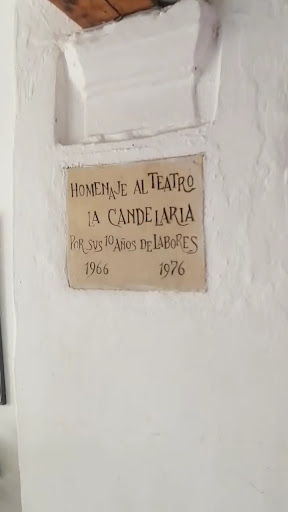 HOMENAJE AL TEATRO
LA CANDELARIA
POR SUS 10 AÑOS DE LABORES
1966 1976